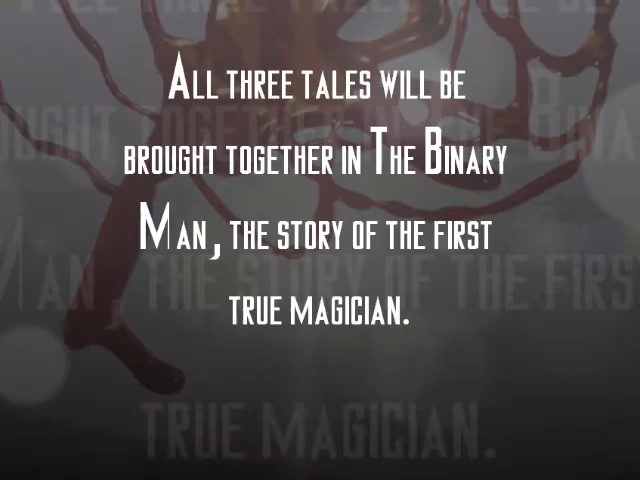 All three tales will be
brought together in The Binary
Man, the story of the first
true magician.